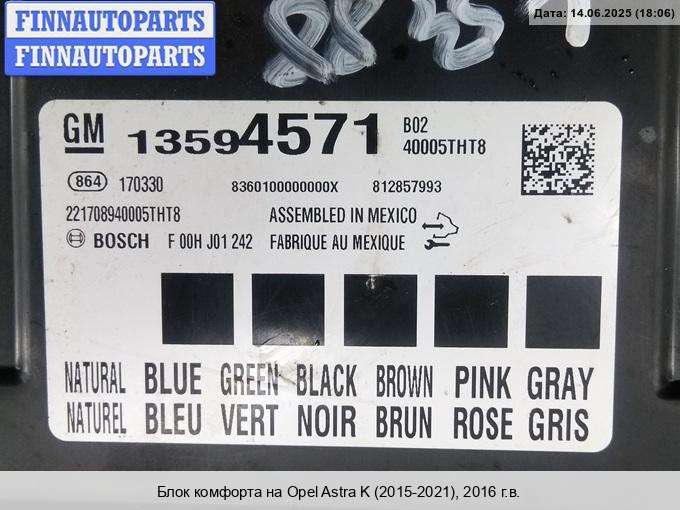 FINNAUTOPARTS
FINNAUTOPARTS
Дата: 14.06.2025 (18:06)
GM 13594571 B02
40005THT8
864 170330 8360100000000X 812857993
221708940005THT8 ASSEMBLED IN MEXICO
BOSCH F 00H J01 242 FABRIQUE AU MEXIQUE
NATURAL BLUE GREEN BLACK BROWN PINK GRAY
NATUREL BLEU VERT NOIR BRUN ROSE GRIS
Блок комфорта на Opel Astra K (2015-2021), 2016 г.в.